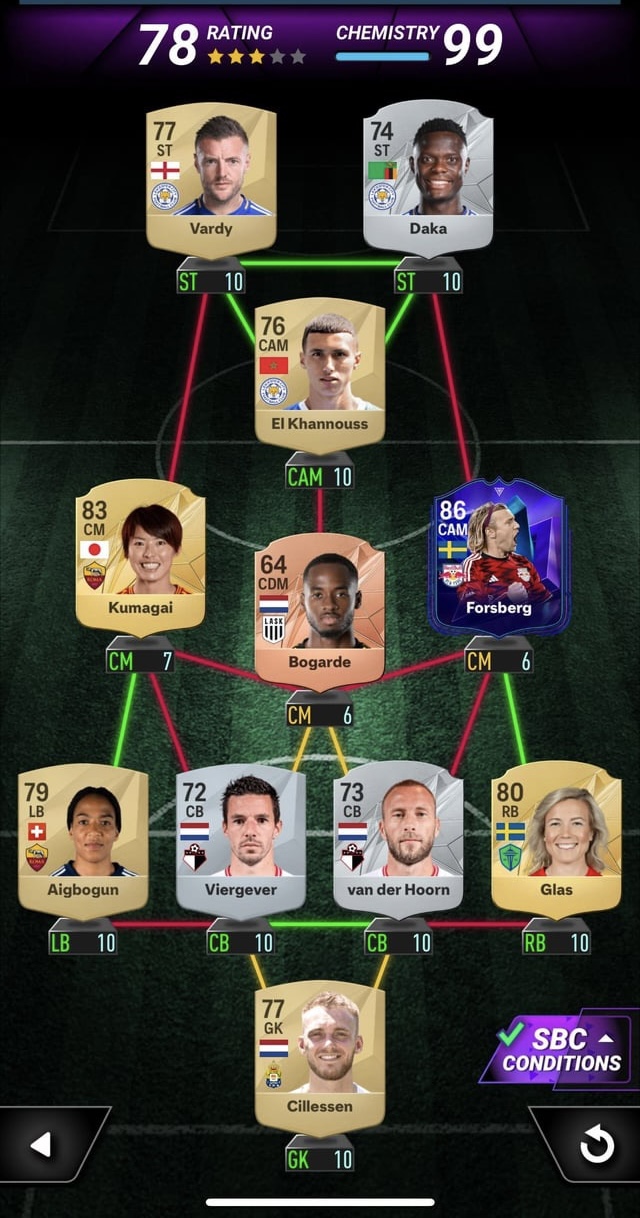 78 RATING CHEMISTRY 99
77
ST
Vardy
74
ST
Daka
ST 10
ST 10
76
CAM
El Khannouss
CAM 10
83
CM
ROMA
Kumagai
64
CDM
LASK
Bogarde
86
CAM
Forsberg
CM 7
CM 6
CM 6
79
LB
ROMA
Aigbogun
72
CB
Viergever
73
CB
van der Hoorn
80
RB
Glas
LB 10
CB 10
CB 10
RB 10
77
GK
Cillessen
SBC
CONDITIONS
GK 10